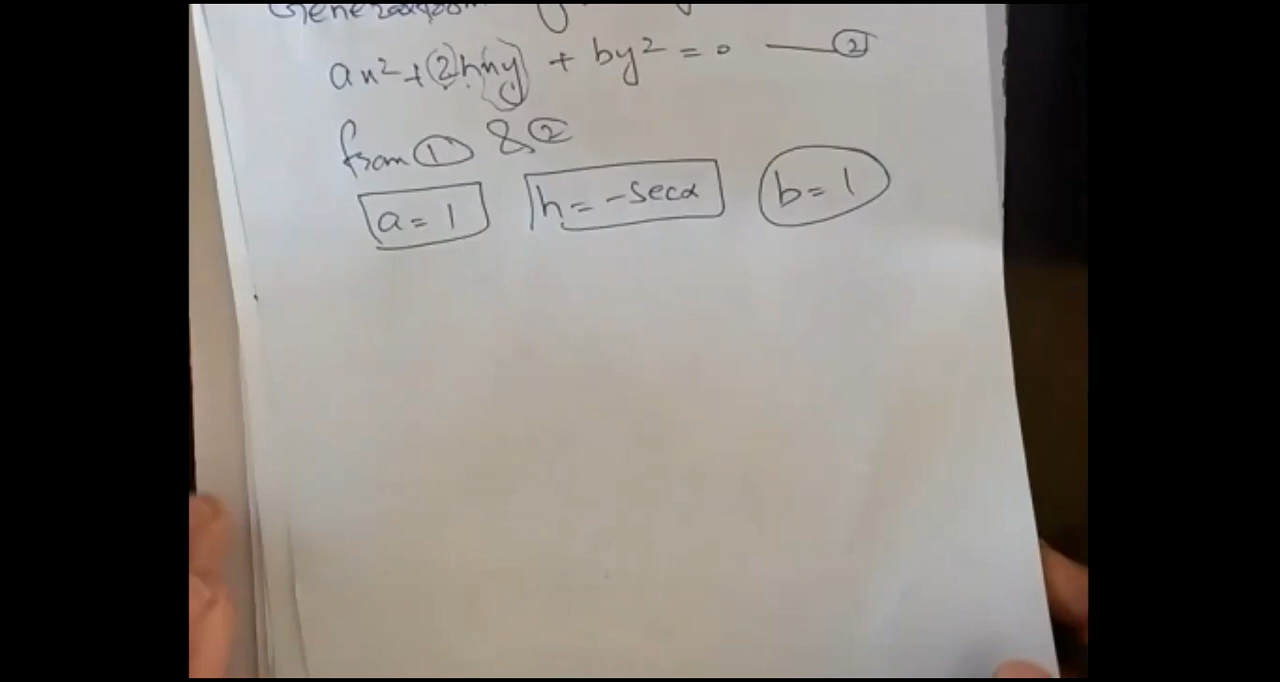 ax² + 2hxy + by² = 0 — ②
from ① & ②
a = 1 h = -secα b = 1